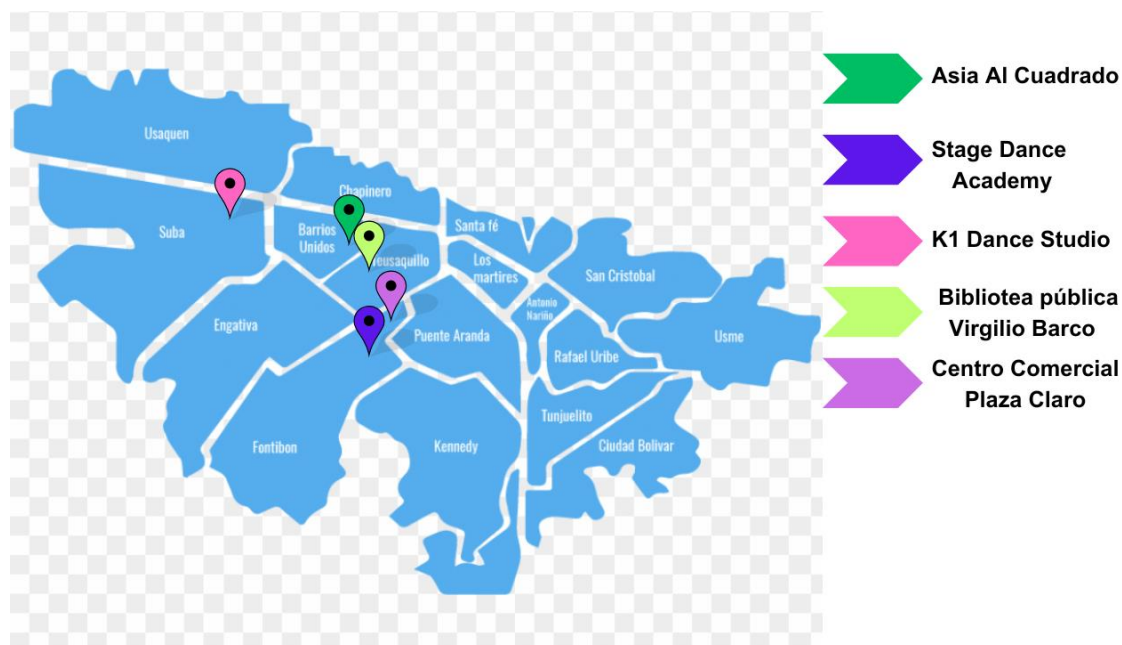 Usaquen
Chapinero
Suba
Barrios
Unidos
Teusaquillo
Santa fé
Los
martires
San Cristobal
Engativa
Antonio
Nariño
Puente Aranda
Usme
Rafael Uribe
Fontibon
Kennedy
Tunjuelito
Ciudad Bolivar
Asia Al Cuadrado
Stage Dance
Academy
K1 Dance Studio
Bibliotea pública
Virgilio Barco
Centro Comercial
Plaza Claro